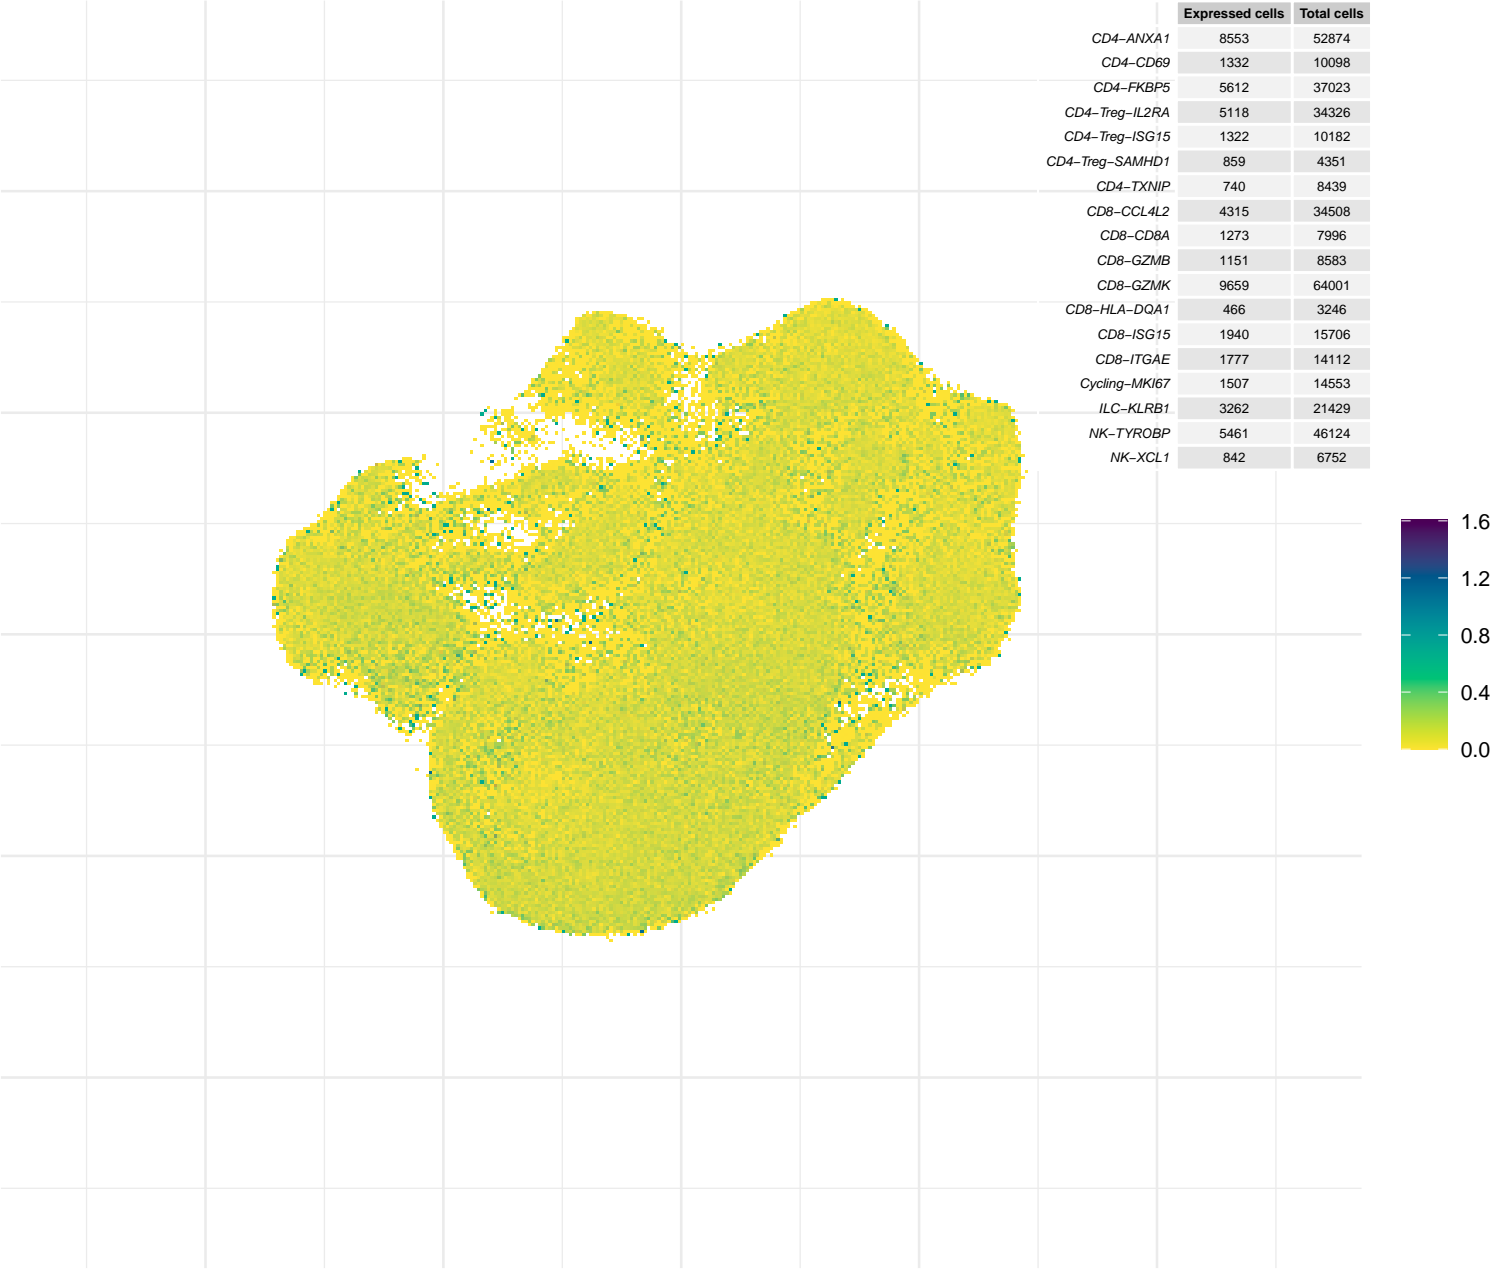 Expressed cells Total cells
CD4−ANXA1 8553 52874
CD4−CD69 1332 10098
CD4−FKBP5 5612 37023
CD4−Treg−IL2RA 5118 34326
CD4−Treg−ISG15 1322 10182
CD4−Treg−SAMHD1 859 4351
CD4−TXNIP 740 8439
CD8−CCL4L2 4315 34508
CD8−CD8A 1273 7996
CD8−GZMB 1151 8583
CD8−GZMK 9659 64001
CD8−HLA−DQA1 466 3246
CD8−ISG15 1940 15706
CD8−ITGAE 1777 14112
Cycling−MKI67 1507 14553
ILC−KLRB1 3262 21429
NK−TYROBP 5461 46124
NK−XCL1 842 6752
1.6
1.2
0.8
0.4
0.0